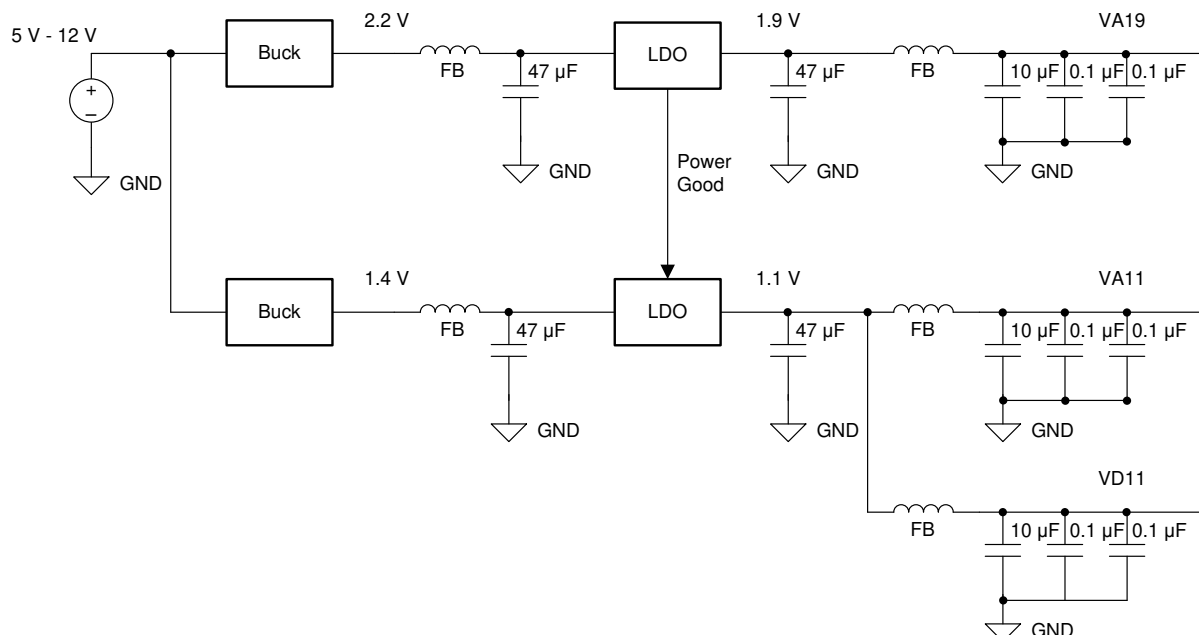 5 V - 12 V
2.2 V
1.9 V
VA19
Buck
LDO
FB
47 µF
47 µF
FB
10 µF
0.1 µF
0.1 µF
+
−
GND
GND
GND
GND
Power
Good
1.4 V
1.1 V
VA11
Buck
LDO
FB
47 µF
47 µF
FB
10 µF
0.1 µF
0.1 µF
GND
GND
GND
VD11
FB
10 µF
0.1 µF
0.1 µF
GND